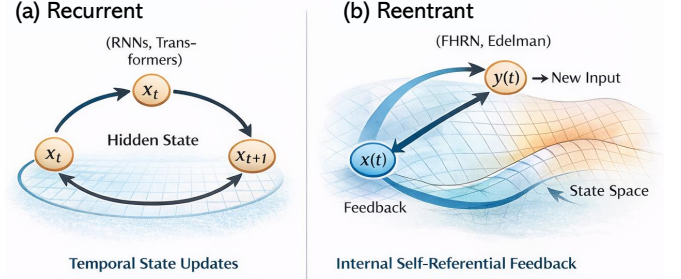 (a) Recurrent
(RNNs, Trans-
formers)
x_t
Hidden State
x_t
x_{t+1}
Temporal State Updates
(b) Reentrant
(FHRN, Edelman)
y(t)
New Input
x(t)
Feedback
State Space
Internal Self-Referential Feedback